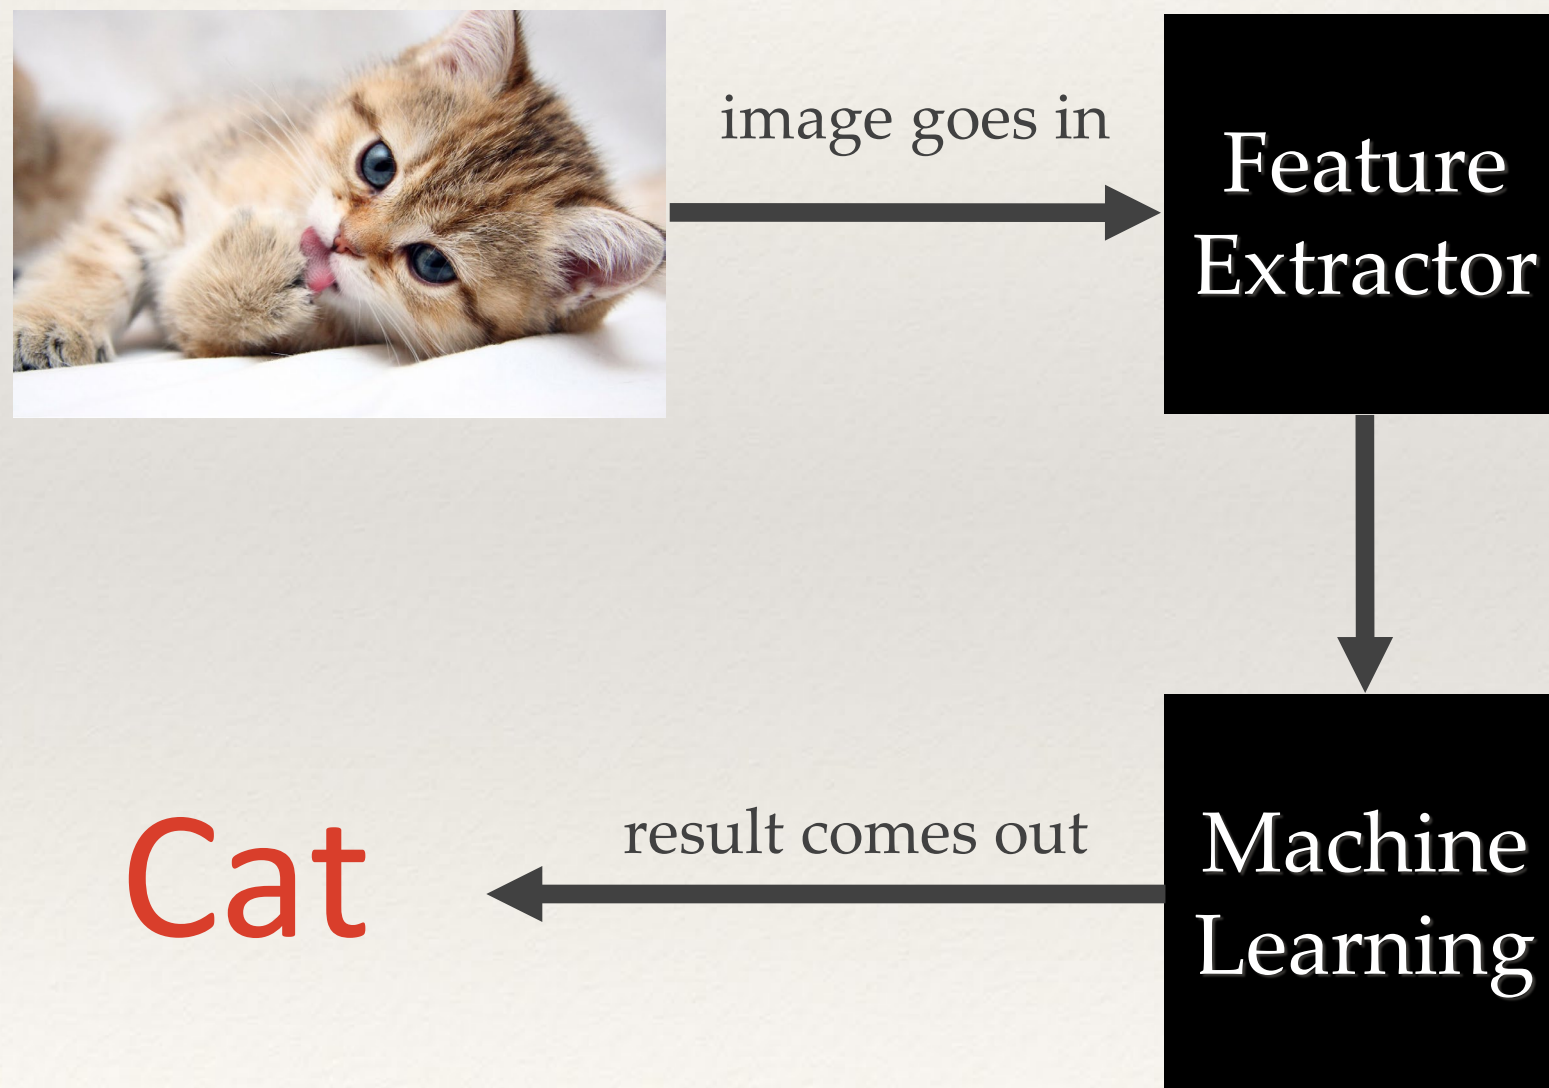 image goes in
Feature
Extractor
Machine
Learning
result comes out
Cat